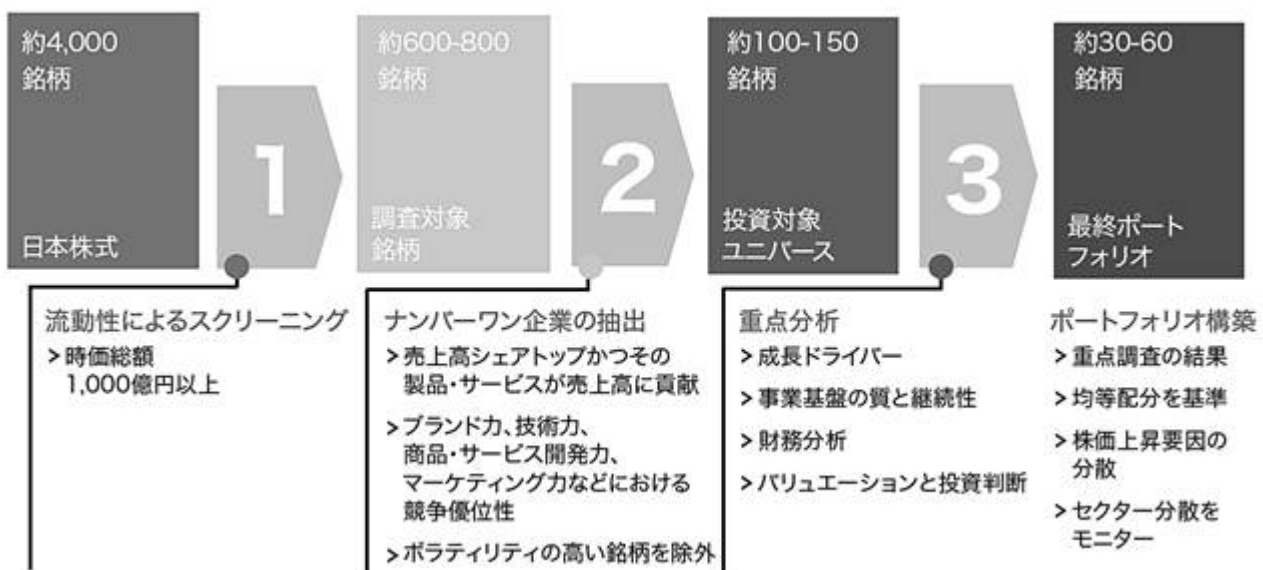 約4,000
銘柄
日本株式
1
約600-800
銘柄
調査対象
銘柄
2
約100-150
銘柄
投資対象
ユニバース
3
約30-60
銘柄
最終ポート
フォリオ
流動性によるスクリーニング
> 時価総額
1,000億円以上
ナンバーワン企業の抽出
> 売上高シェアトップかつその
製品・サービスが売上高に貢献
> ブランド力、技術力、
商品・サービス開発力、
マーケティング力などにおける
競争優位性
> ボラティリティの高い銘柄を除外
重点分析
> 成長ドライバー
> 事業基盤の質と継続性
> 財務分析
> バリュエーションと投資判断
ポートフォリオ構築
> 重点調査の結果
> 均等配分を基準
> 株価上昇要因の
分散
> セクター分散を
モニター